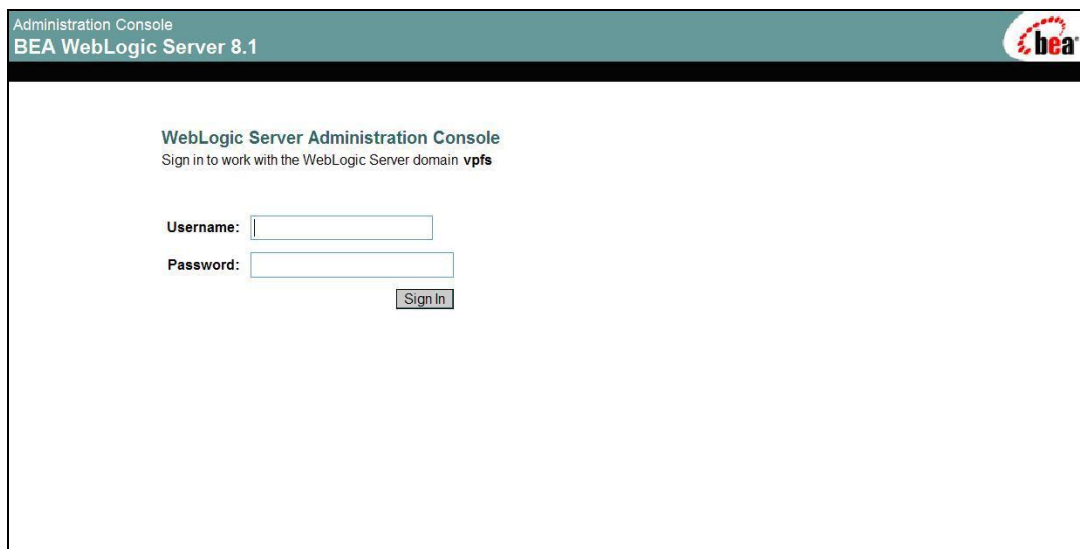 Administration Console
BEA WebLogic Server 8.1
bea
WebLogic Server Administration Console
Sign in to work with the WebLogic Server domain vpfs
Username:
Password:
Sign In